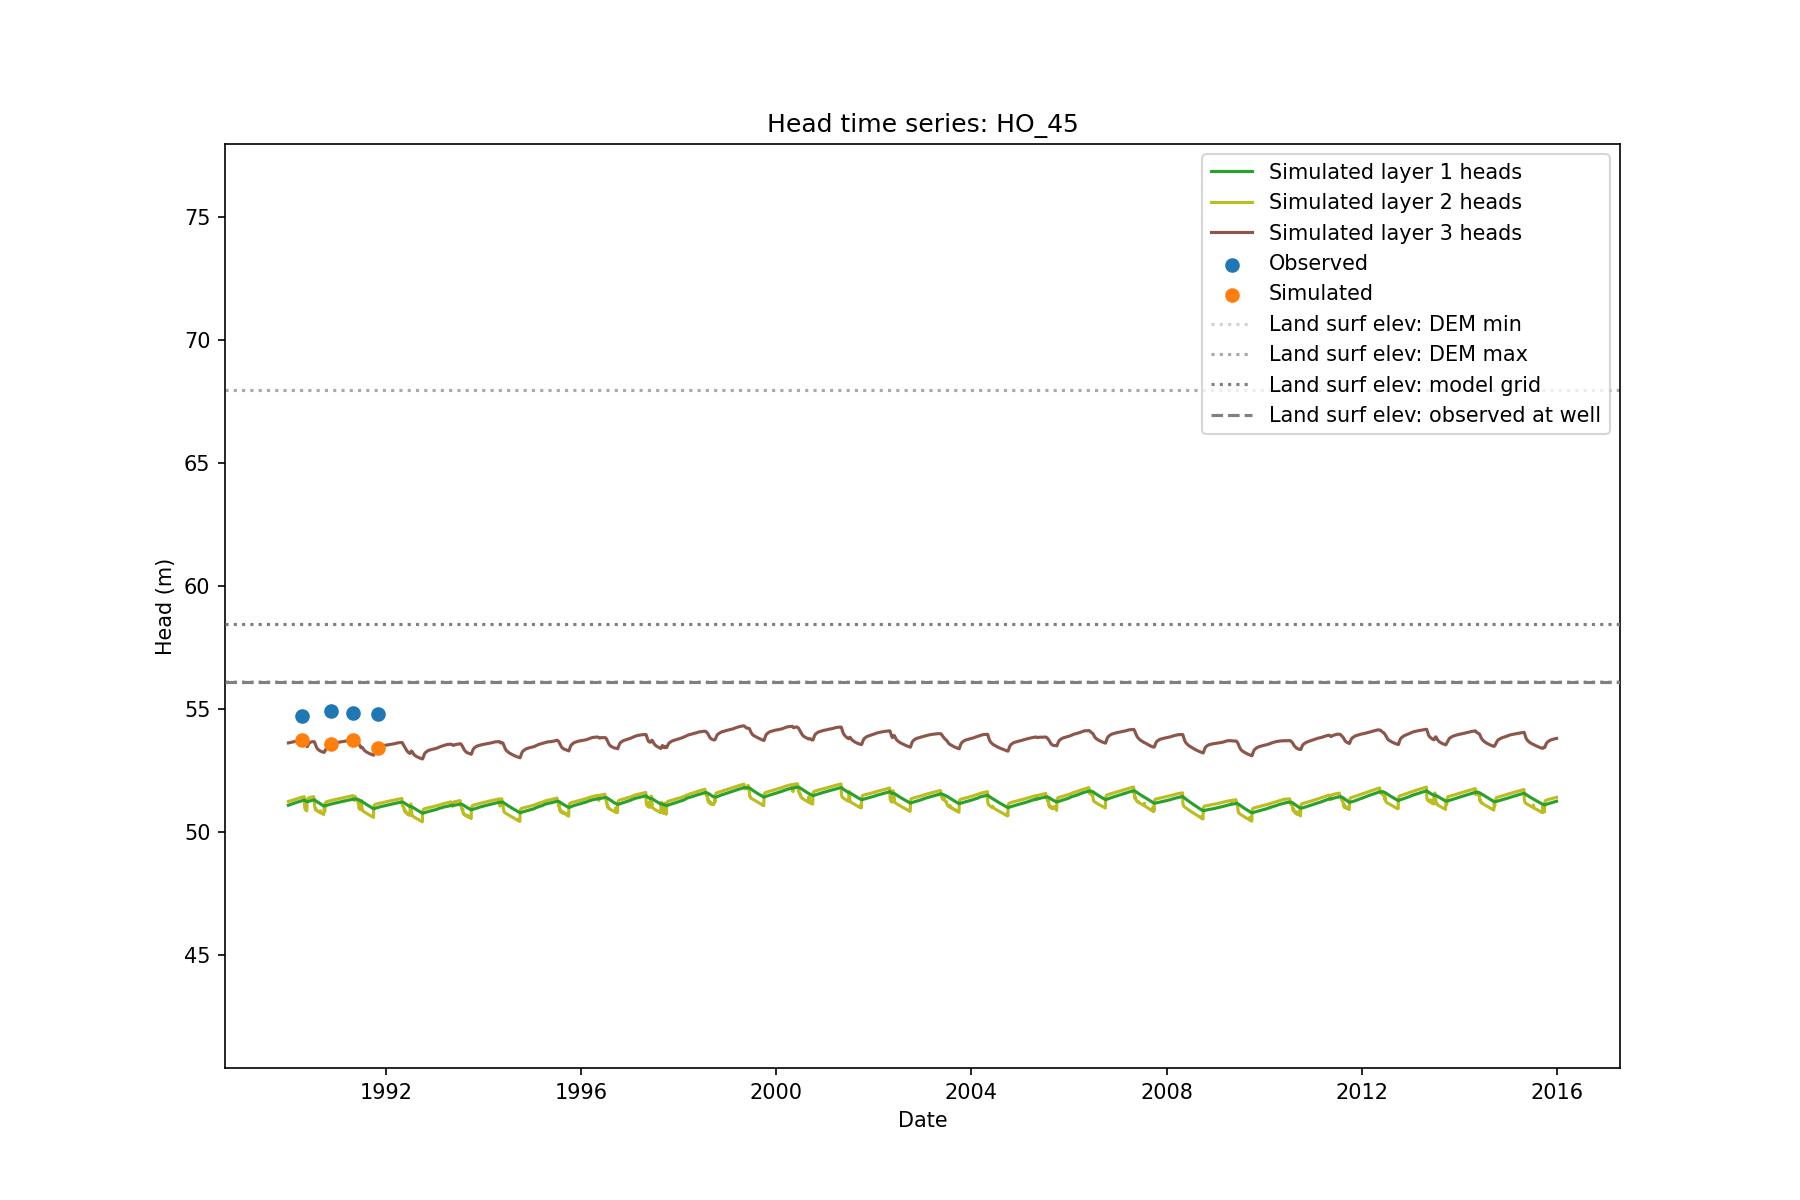 Head time series: HO_45
Simulated layer 1 heads
Simulated layer 2 heads
Simulated layer 3 heads
Observed
Simulated
Land surf elev: DEM min
Land surf elev: DEM max
Land surf elev: model grid
Land surf elev: observed at well
75
70
65
60
55
50
45
Head (m)
1992 1996 2000 2004 2008 2012 2016
Date